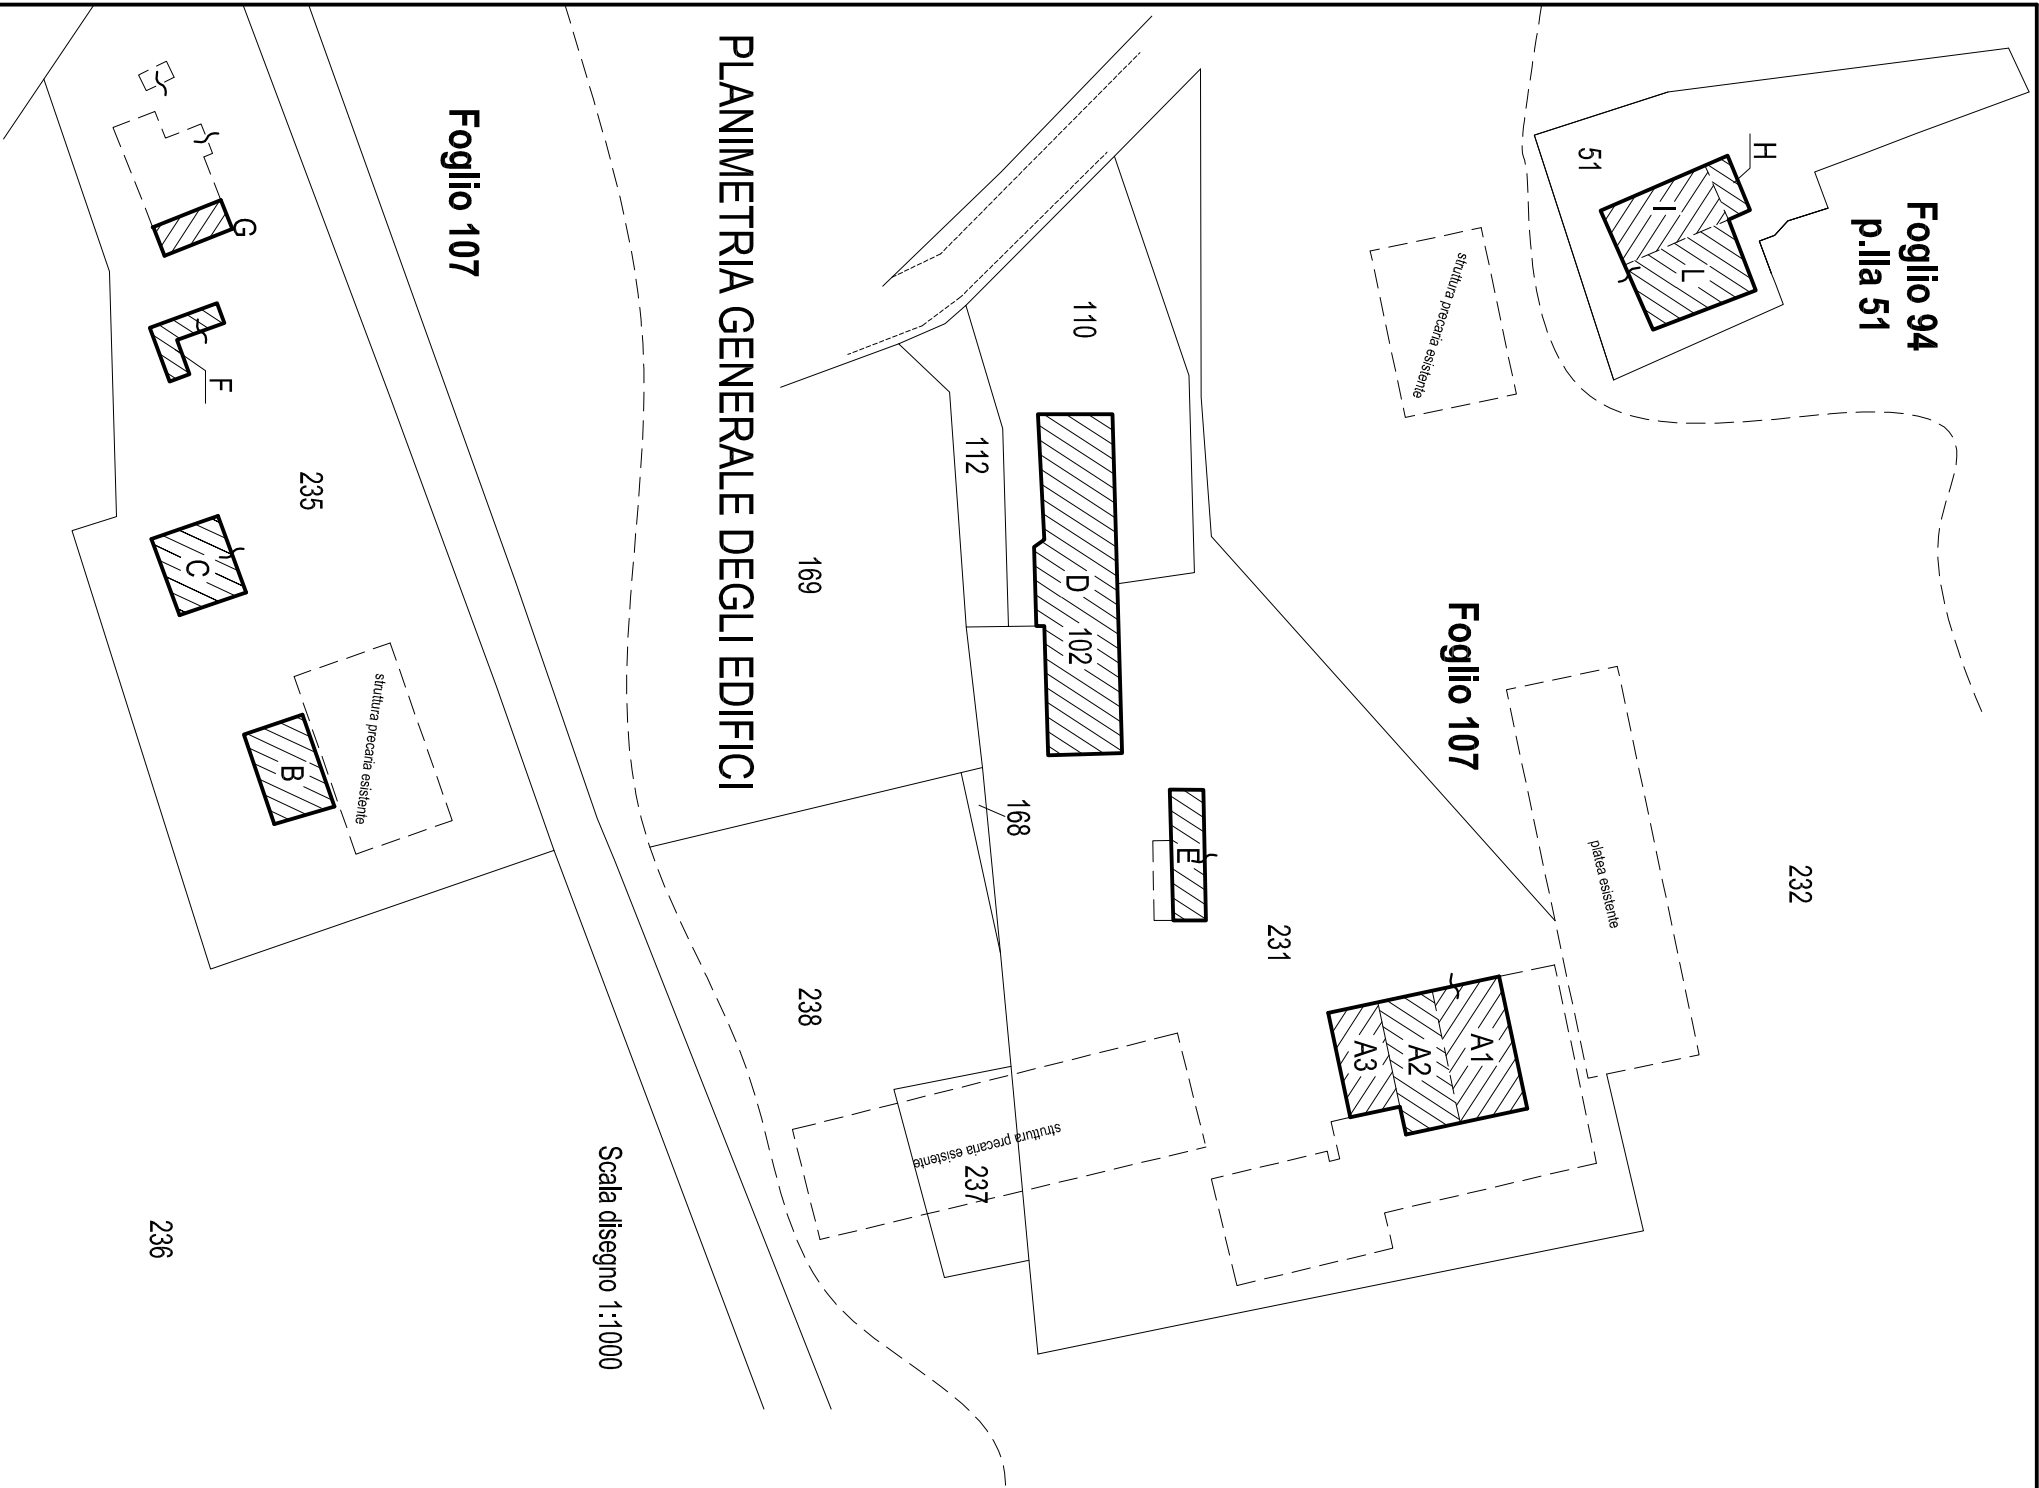 Foglio 94
p.lla 51
H
I
L
51
232
platea esistente
Foglio 107
struttura precaria esistente
A1
A2
A3
231
E
110
D
102
112
168
struttura precaria esistente
237
169
238
PLANIMETRIA GENERALE DEGLI EDIFICI
Scala disegno 1:1000
Foglio 107
struttura precaria esistente
235
B
G
F
C
236